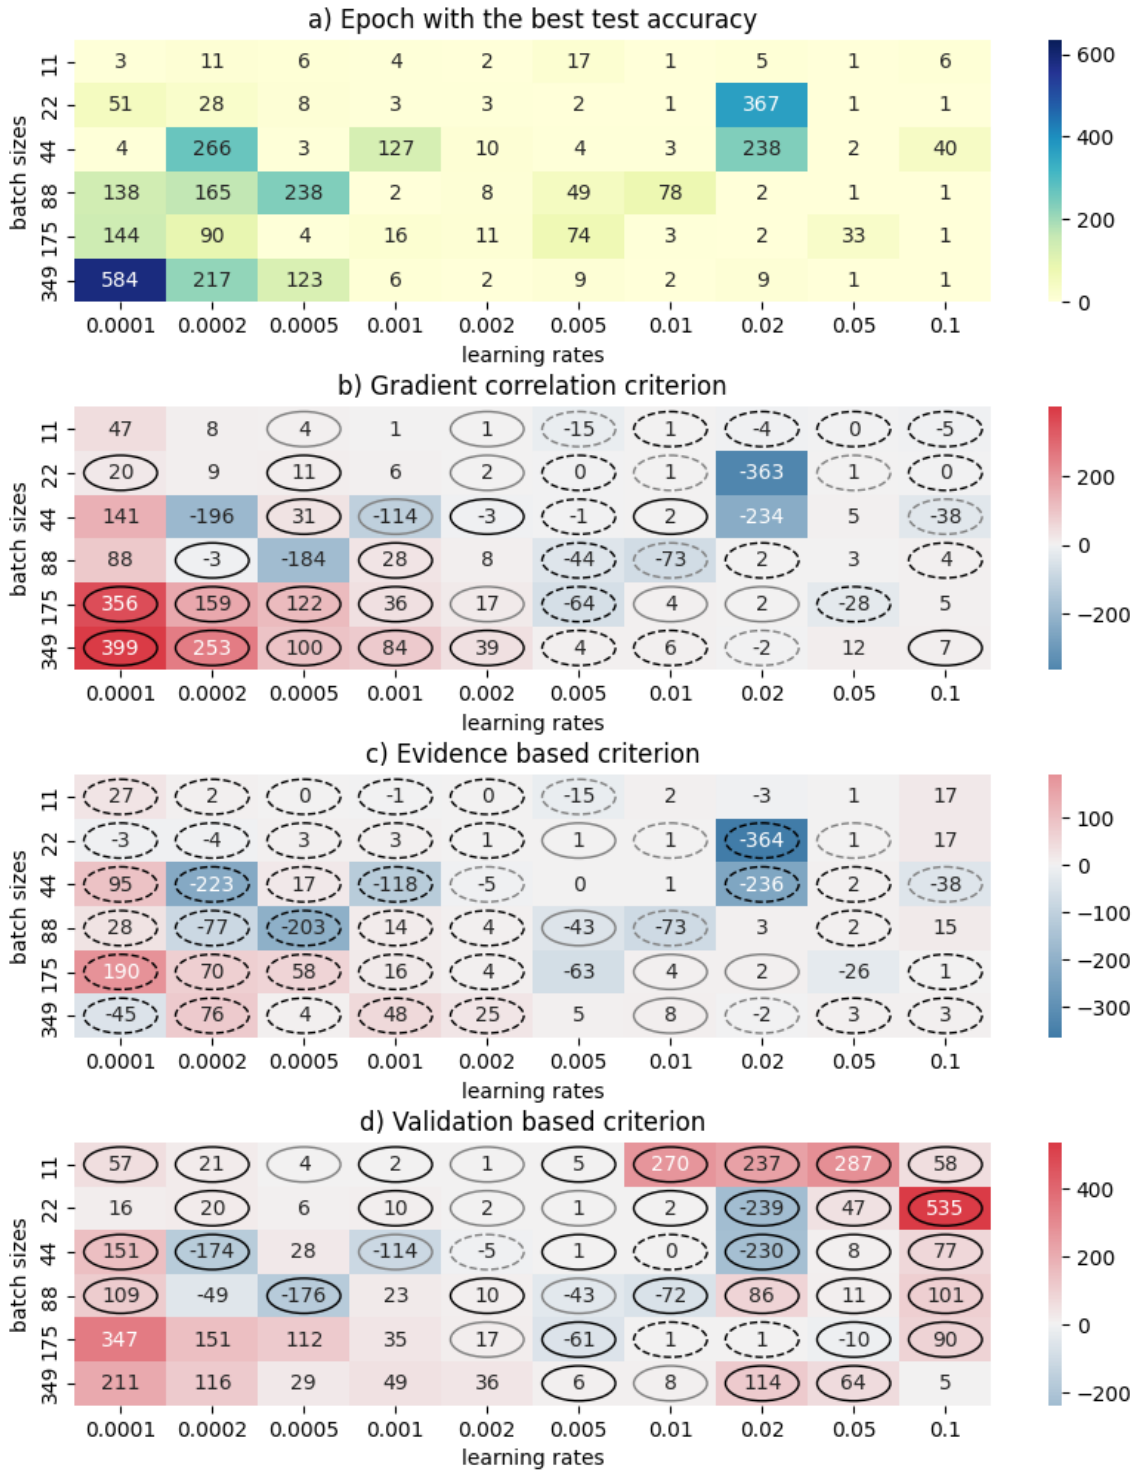 a) Epoch with the best test accuracy
11 3 11 6 4 2 17 1 5 1 6
22 51 28 8 3 3 2 1 367 1 1
44 4 266 3 127 10 4 3 238 2 40
88 138 165 238 2 8 49 78 2 1 1
175 144 90 4 16 11 74 3 2 33 1
349 584 217 123 6 2 9 2 9 1 1
batch sizes
0.0001 0.0002 0.0005 0.001 0.002 0.005 0.01 0.02 0.05 0.1
learning rates
600
400
200
0
b) Gradient correlation criterion
11 47 8 4 1 1 -15 1 -4 0 -5
22 20 9 11 6 2 0 1 -363 1 0
44 141 -196 31 -114 -3 -1 2 -234 5 -38
88 88 -3 -184 28 8 -44 -73 2 3 4
175 356 159 122 36 17 -64 4 2 -28 5
349 399 253 100 84 39 4 6 -2 12 7
batch sizes
0.0001 0.0002 0.0005 0.001 0.002 0.005 0.01 0.02 0.05 0.1
learning rates
200
0
−200
c) Evidence based criterion
11 27 2 0 -1 0 -15 2 -3 1 17
22 -3 -4 3 3 1 1 1 -364 1 17
44 95 -223 17 -118 -5 0 1 -236 2 -38
88 28 -77 -203 14 4 -43 -73 3 2 15
175 190 70 58 16 4 -63 4 2 -26 1
349 -45 76 4 48 25 5 8 -2 3 3
batch sizes
0.0001 0.0002 0.0005 0.001 0.002 0.005 0.01 0.02 0.05 0.1
learning rates
100
0
−100
−200
−300
d) Validation based criterion
11 57 21 4 2 1 5 270 237 287 58
22 16 20 6 10 2 1 2 -239 47 535
44 151 -174 28 -114 -5 1 0 -230 8 77
88 109 -49 -176 23 10 -43 -72 86 11 101
175 347 151 112 35 17 -61 1 1 -10 90
349 211 116 29 49 36 6 8 114 64 5
batch sizes
0.0001 0.0002 0.0005 0.001 0.002 0.005 0.01 0.02 0.05 0.1
learning rates
400
200
0
−200